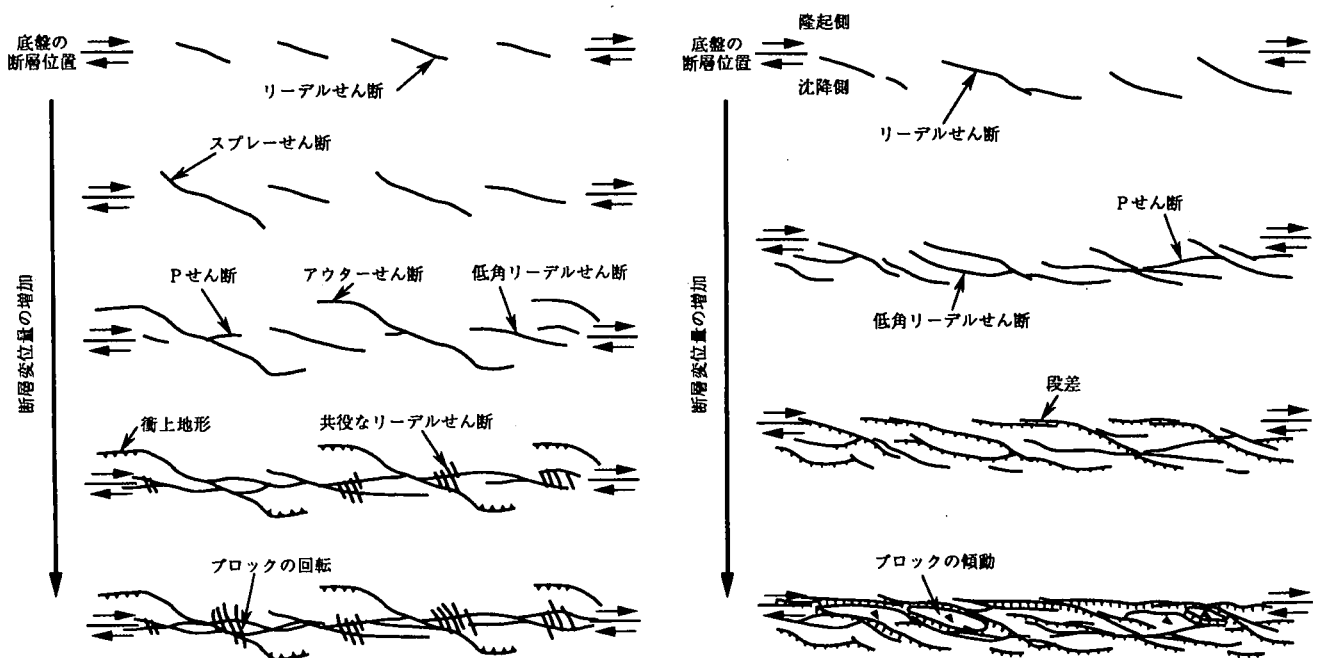 底盤の
断層位置
リーデルせん断
スプレーせん断
Pせん断
アウターせん断
低角リーデルせん断
衝上地形
共役なリーデルせん断
ブロックの回転
断層変位量の増加
底盤の
断層位置
隆起側
沈降側
リーデルせん断
Pせん断
低角リーデルせん断
段差
ブロックの傾動
断層変位量の増加